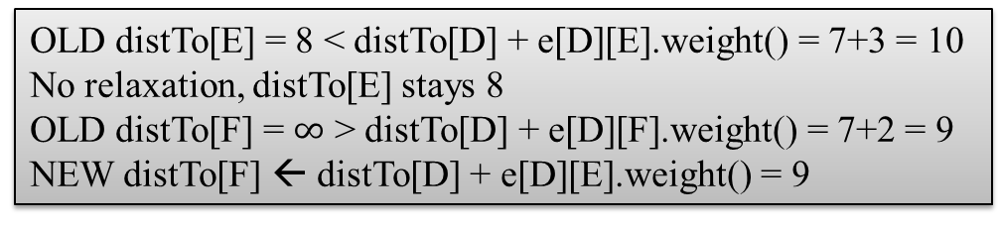 OLD distTo[E] = 8 < distTo[D] + e[D][E].weight() = 7+3 = 10
No relaxation, distTo[E] stays 8
OLD distTo[F] = ∞ > distTo[D] + e[D][F].weight() = 7+2 = 9
NEW distTo[F] ← distTo[D] + e[D][E].weight() = 9